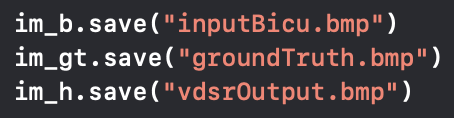 im_b.save("inputBicu.bmp")
im_gt.save("groundTruth.bmp")
im_h.save("vdsrOutput.bmp")